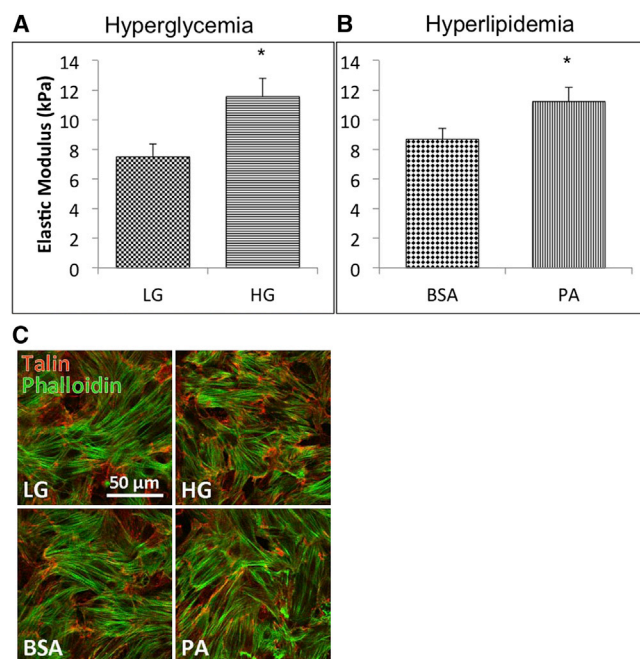 A Hyperglycemia
Elastic Modulus (kPa)
14
12
10
8
6
4
2
0
*
LG HG
B Hyperlipidemia
14
12
10
8
6
4
2
0
*
BSA PA
C
Talin
Phalloidin
LG
50 µm
HG
BSA
PA